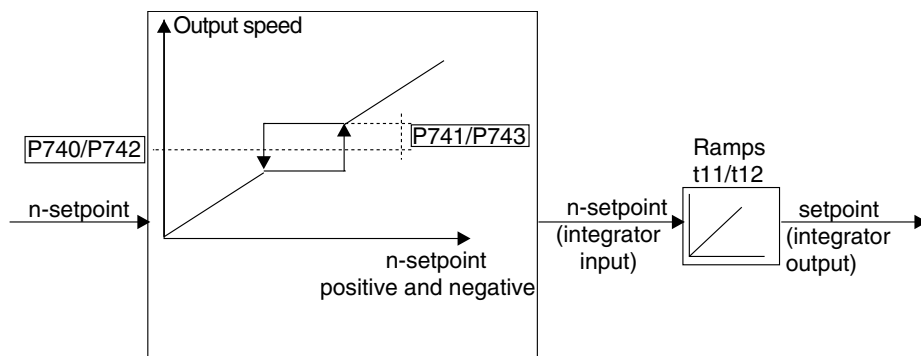 Output speed
P740/P742
P741/P743
n-setpoint
n-setpoint
positive and negative
n-setpoint
(integrator
input)
Ramps
t11/t12
setpoint
(integrator
output)